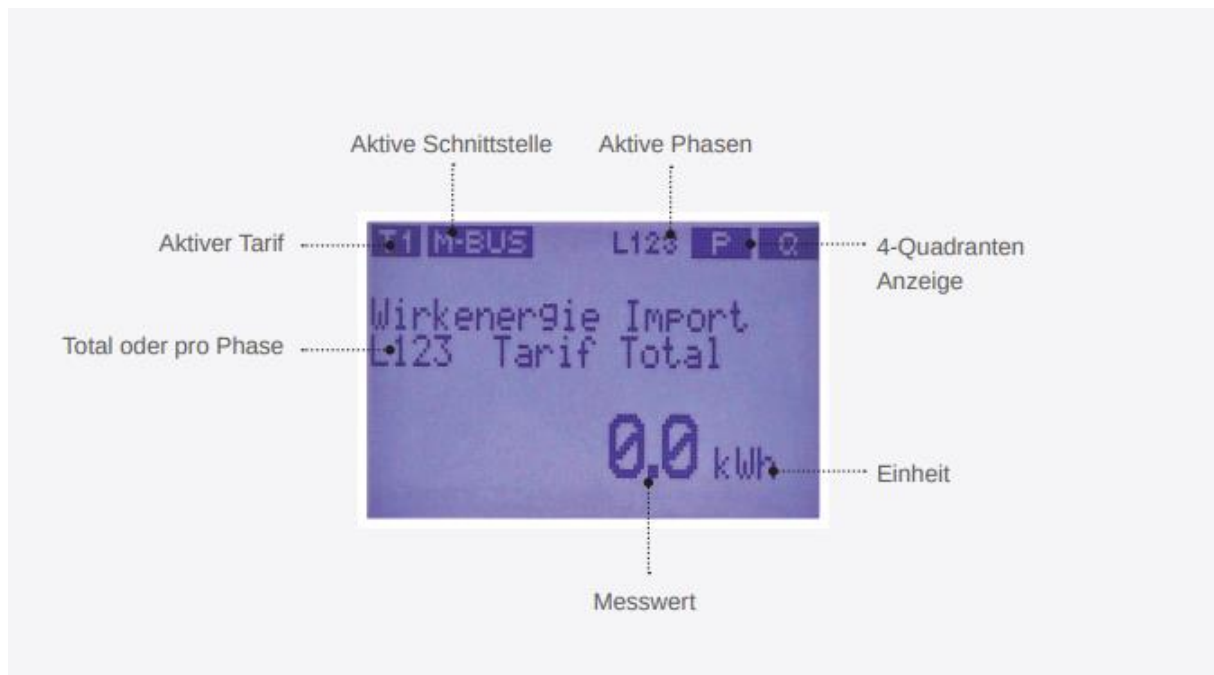 Aktive Schnittstelle Aktive Phasen
Aktiver Tarif
T1 M-BUS L123 P Q
4-Quadranten
Anzeige
Wirkenergie Import
Total oder pro Phase
L123 Tarif Total
0.0 kWh
Einheit
Messwert